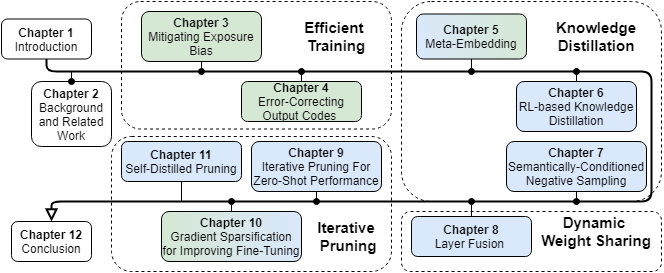 Chapter 1
Introduction
Chapter 2
Background
and Related
Work
Chapter 3
Mitigating Exposure
Bias
Efficient
Training
Chapter 4
Error-Correcting
Output Codes
Chapter 5
Meta-Embedding
Knowledge
Distillation
Chapter 6
RL-based Knowledge
Distillation
Chapter 7
Semantically-Conditioned
Negative Sampling
Chapter 8
Layer Fusion
Dynamic
Weight Sharing
Chapter 9
Iterative Pruning For
Zero-Shot Performance
Chapter 10
Gradient Sparsification
for Improving Fine-Tuning
Iterative
Pruning
Chapter 11
Self-Distilled Pruning
Chapter 12
Conclusion